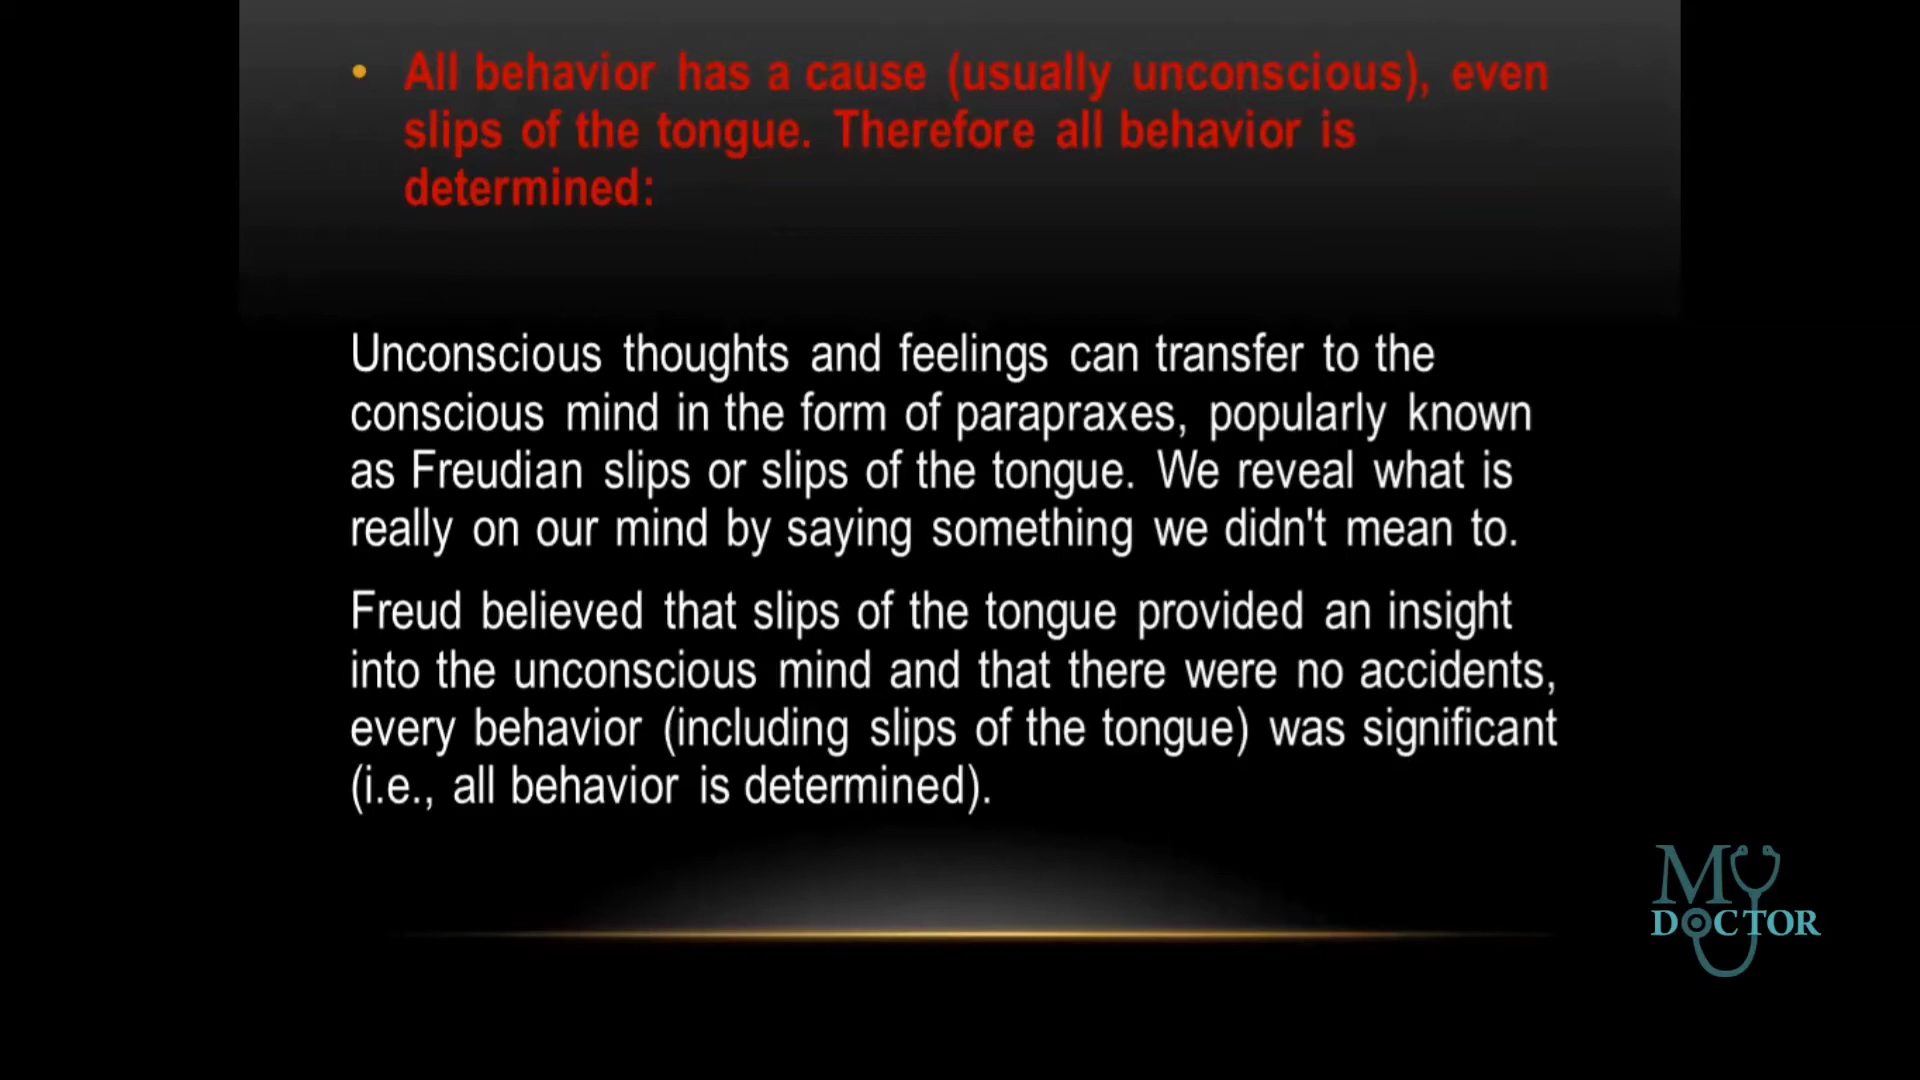 • All behavior has a cause (usually unconscious), even
slips of the tongue. Therefore all behavior is
determined:
Unconscious thoughts and feelings can transfer to the
conscious mind in the form of parapraxes, popularly known
as Freudian slips or slips of the tongue. We reveal what is
really on our mind by saying something we didn't mean to.
Freud believed that slips of the tongue provided an insight
into the unconscious mind and that there were no accidents,
every behavior (including slips of the tongue) was significant
(i.e., all behavior is determined).
My
DOCTOR